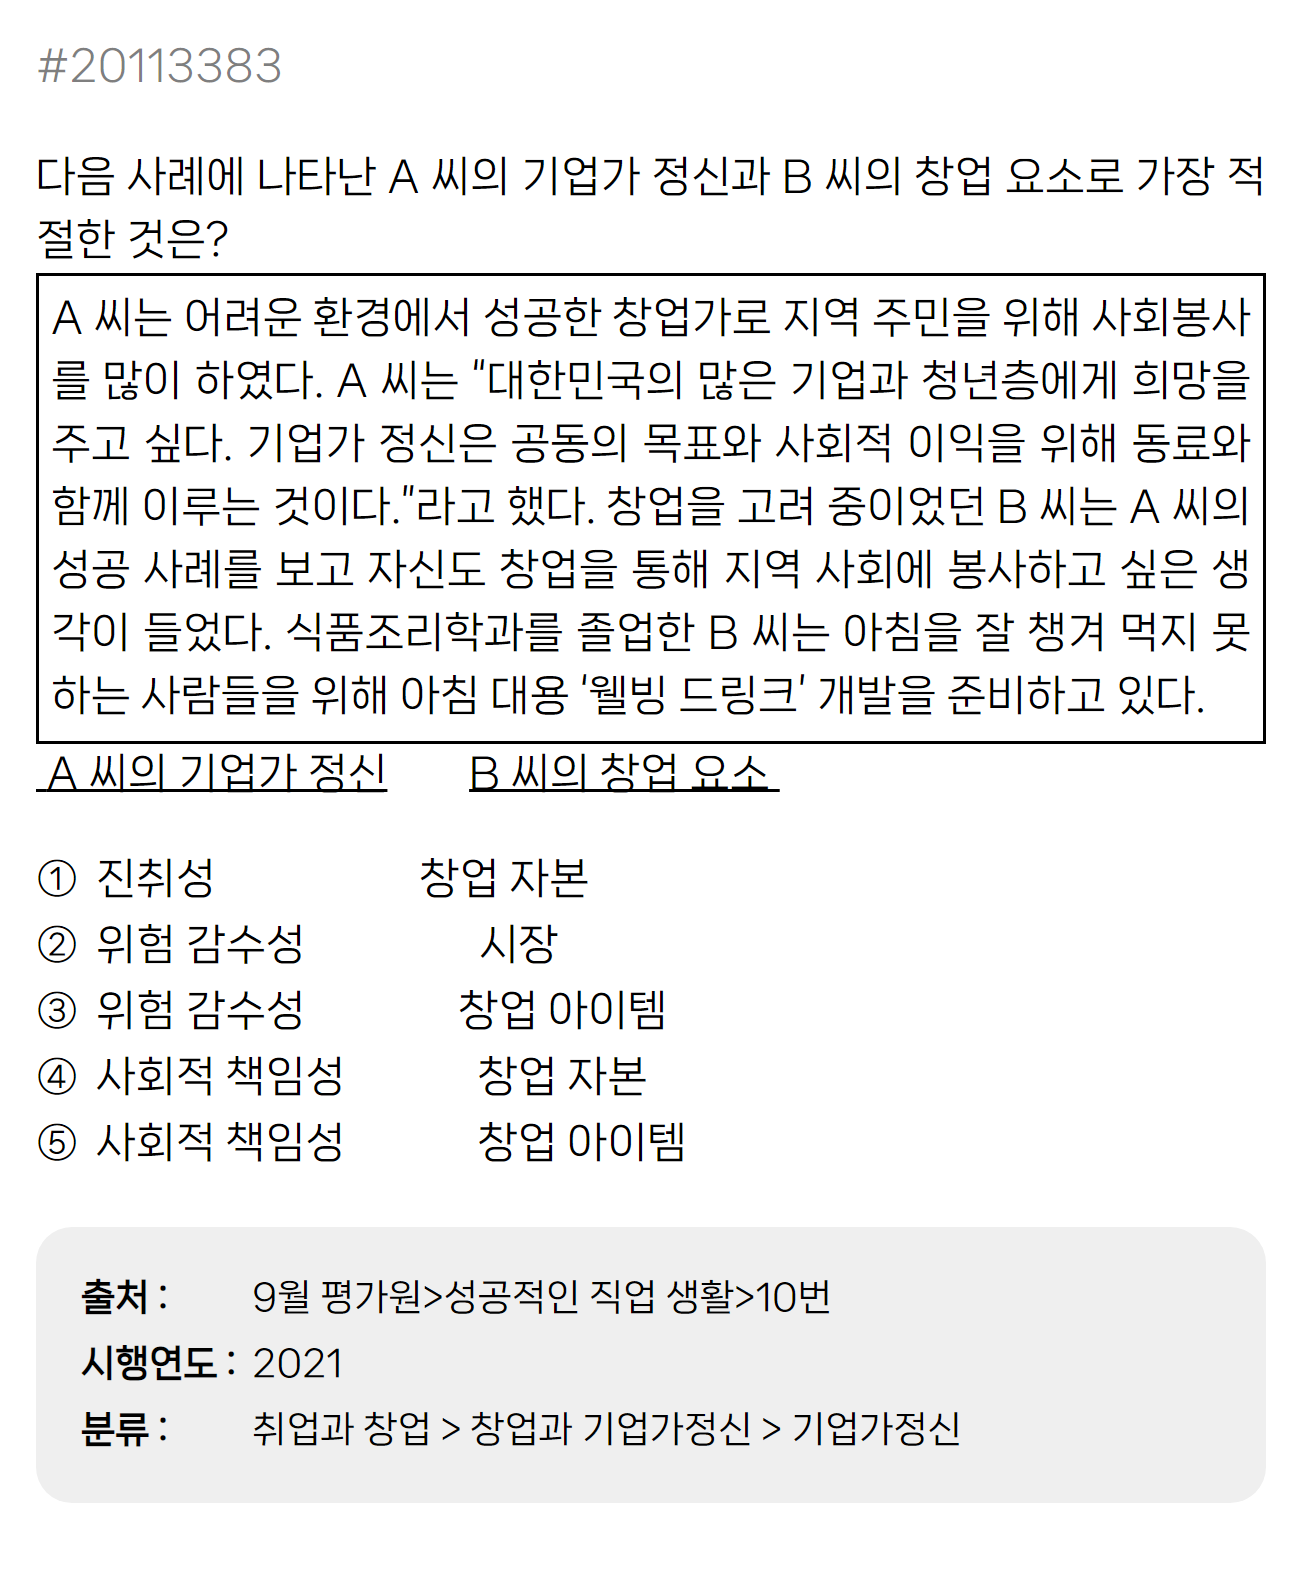 #20113383
다음 사례에 나타난 A 씨의 기업가 정신과 B 씨의 창업 요소로 가장 적
절한 것은?
A 씨는 어려운 환경에서 성공한 창업가로 지역 주민을 위해 사회봉사
를 많이 하였다. A 씨는 "대한민국의 많은 기업과 청년층에게 희망을
주고 싶다. 기업가 정신은 공동의 목표와 사회적 이익을 위해 동료와
함께 이루는 것이다."라고 했다. 창업을 고려 중이었던 B 씨는 A 씨의
성공 사례를 보고 자신도 창업을 통해 지역 사회에 봉사하고 싶은 생
각이 들었다. 식품조리학과를 졸업한 B 씨는 아침을 잘 챙겨 먹지 못
하는 사람들을 위해 아침 대용 '웰빙 드링크' 개발을 준비하고 있다.
A 씨의 기업가 정신 B 씨의 창업 요소
① 진취성 창업 자본
② 위험 감수성 시장
③ 위험 감수성 창업 아이템
④ 사회적 책임성 창업 자본
⑤ 사회적 책임성 창업 아이템
출처 : 9월 평가원>성공적인 직업 생활>10번
시행연도 : 2021
분류 : 취업과 창업 > 창업과 기업가정신 > 기업가정신